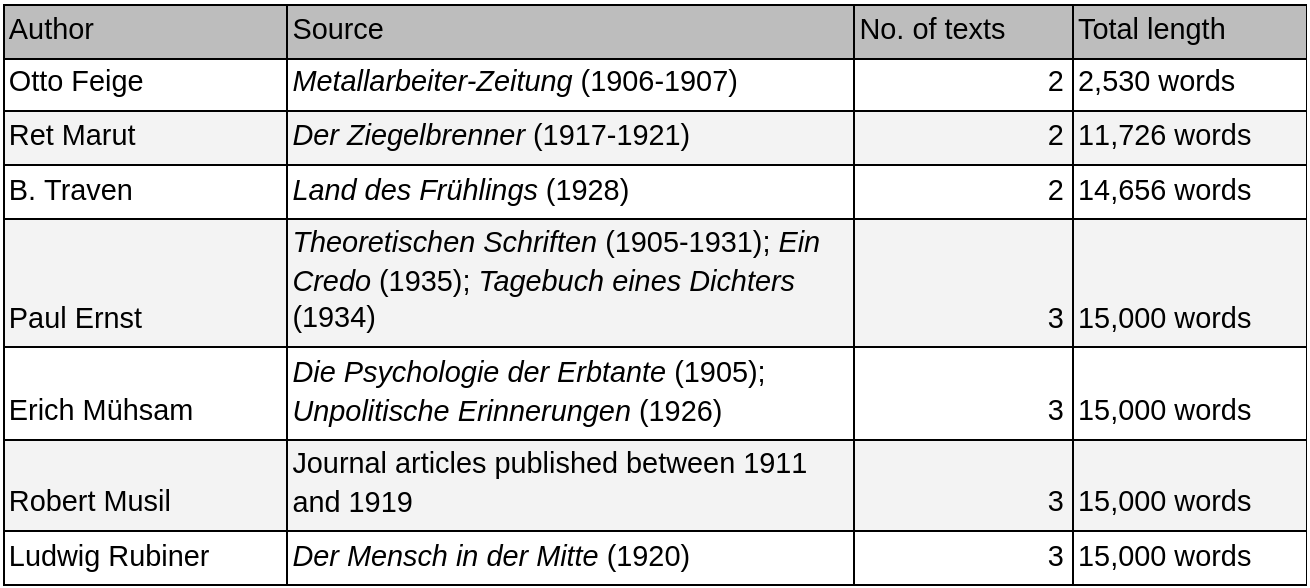 Author Source No. of texts Total length
Otto Feige Metallarbeiter-Zeitung (1906-1907) 2 2,530 words
Ret Marut Der Ziegelbrenner (1917-1921) 2 11,726 words
B. Traven Land des Frühlings (1928) 2 14,656 words
Theoretischen Schriften (1905-1931); Ein
Credo (1935); Tagebuch eines Dichters
Paul Ernst (1934) 3 15,000 words
Die Psychologie der Erbtante (1905);
Erich Mühsam Unpolitische Erinnerungen (1926) 3 15,000 words
Journal articles published between 1911
Robert Musil and 1919 3 15,000 words
Ludwig Rubiner Der Mensch in der Mitte (1920) 3 15,000 words